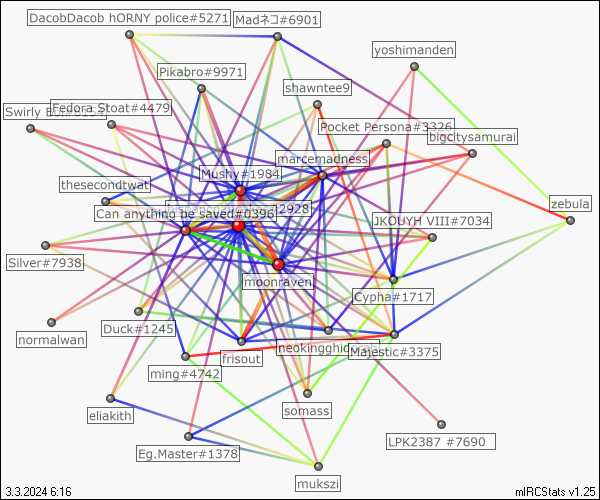 DacobDacob hORNY police#5271
Madネコ#6901
yoshimanden
Pikabro#9971
shawntee9
Swirly
Fedora Stoat#4479
Pocket Persona#3326
bigcitysamurai
marcemadness
Mushy#1984
thesecondtwat
zebula
#2928
Can anything be saved#0396
JKOUYH VIII#7034
Silver#7938
moonraven
Cypha#1717
Duck#1245
normalwan
neokingghidorah
Majestic#3375
frisout
ming#4742
somass
eliakith
LPK2387 #7690
Eg.Master#1378
mukszi
3.3.2024 6:16
mIRCStats v1.25